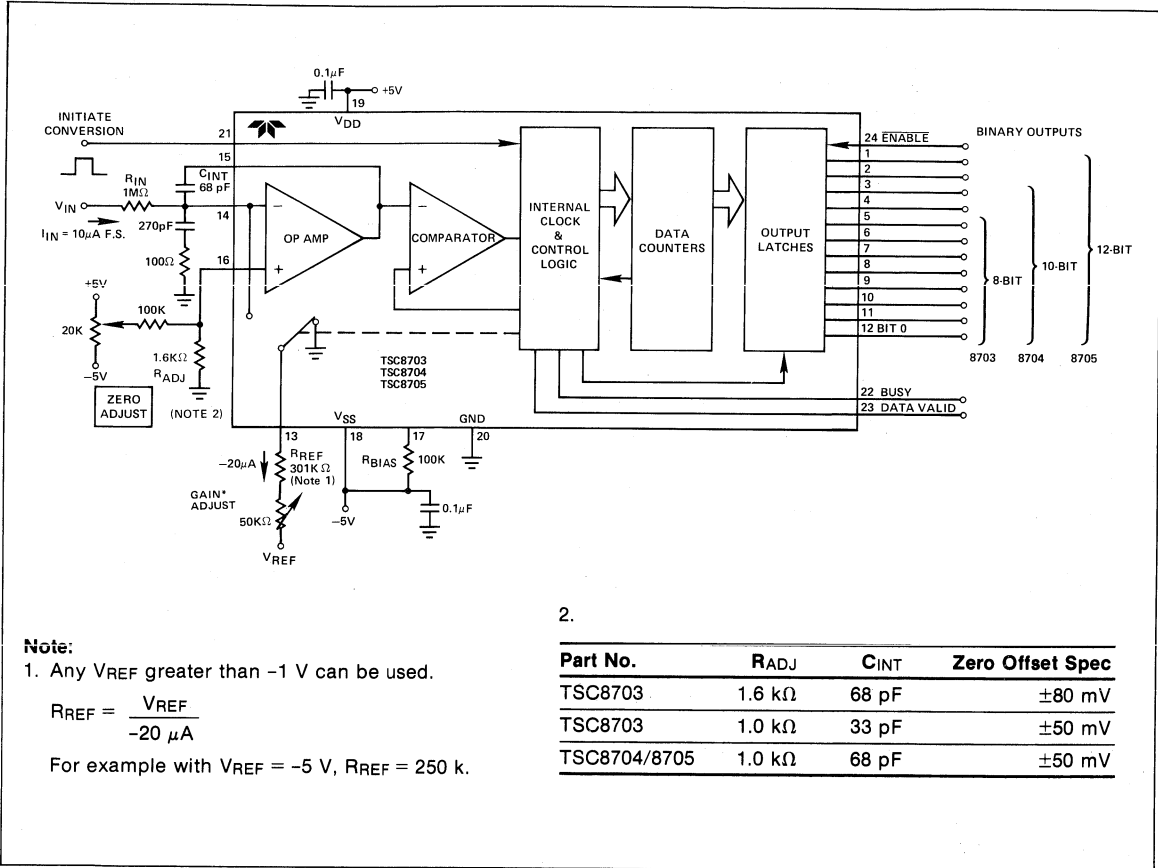 0.1µF
+5V
19
VDD
INITIATE
CONVERSION
21
15
CINT
68 pF
RIN
1MΩ
VIN
14
IIN = 10µA F.S.
270pF
100Ω
16
OP AMP
−
+
COMPARATOR
−
+
INTERNAL
CLOCK
&
CONTROL
LOGIC
DATA
COUNTERS
OUTPUT
LATCHES
24 ENABLE
BINARY OUTPUTS
1
2
3
4
5
6
7
8
9
10
11
12 BIT 0
8-BIT
10-BIT
12-BIT
8703
8704
8705
22 BUSY
23 DATA VALID
+5V
20K
−5V
100K
1.6KΩ
RADJ
ZERO
ADJUST
(NOTE 2)
TSC8703
TSC8704
TSC8705
13
VSS
18
17
GND
20
−20µA
RREF
301KΩ
(Note 1)
GAIN*
ADJUST
50KΩ
VREF
RBIAS
100K
−5V
0.1µF
Note:
1. Any VREF greater than −1 V can be used.
RREF = VREF
−20 µA
For example with VREF = −5 V, RREF = 250 k.
2.
Part No. RADJ CINT Zero Offset Spec
TSC8703 1.6 kΩ 68 pF ±80 mV
TSC8703 1.0 kΩ 33 pF ±50 mV
TSC8704/8705 1.0 kΩ 68 pF ±50 mV